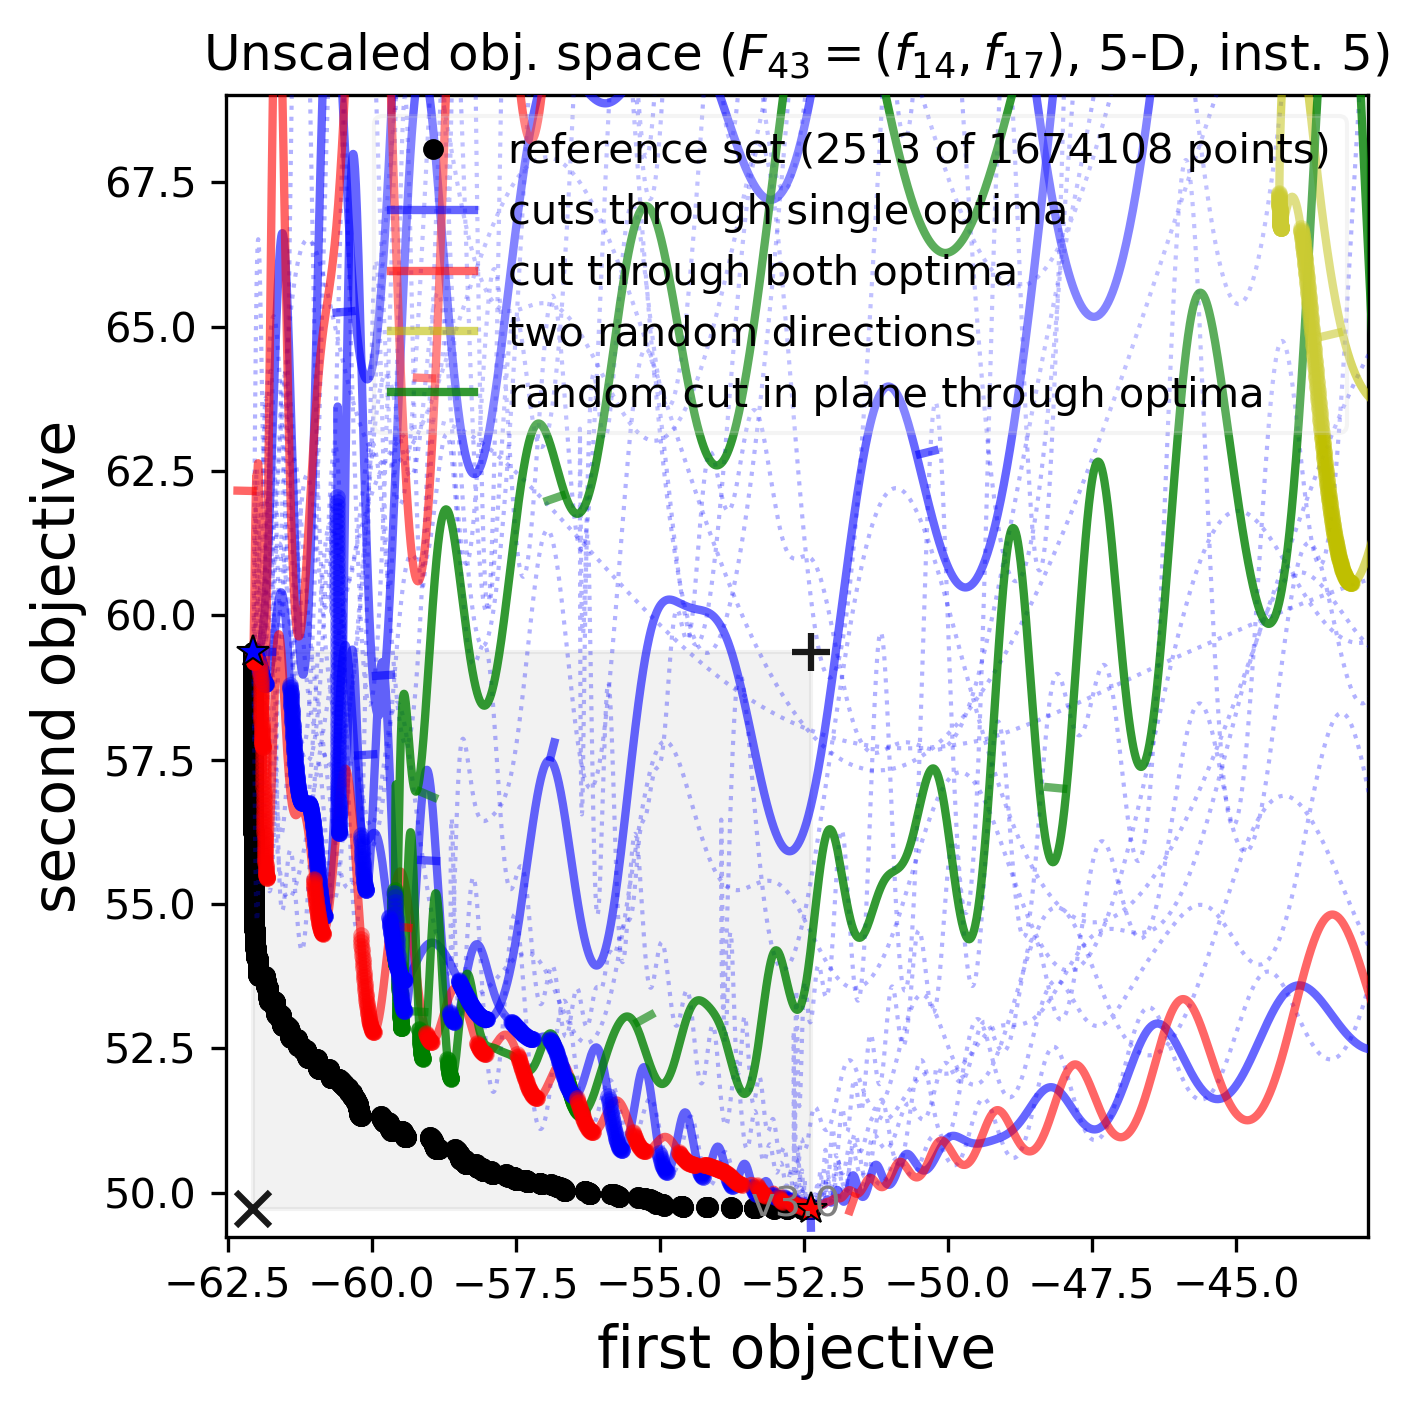 Unscaled obj. space (F₄₃ = (f₁₄, f₁₇), 5-D, inst. 5)
reference set (2513 of 1674108 points)
cuts through single optima
cut through both optima
two random directions
random cut in plane through optima
67.5
65.0
62.5
60.0
57.5
55.0
52.5
50.0
second objective
v3.0
−62.5 −60.0 −57.5 −55.0 −52.5 −50.0 −47.5 −45.0
first objective